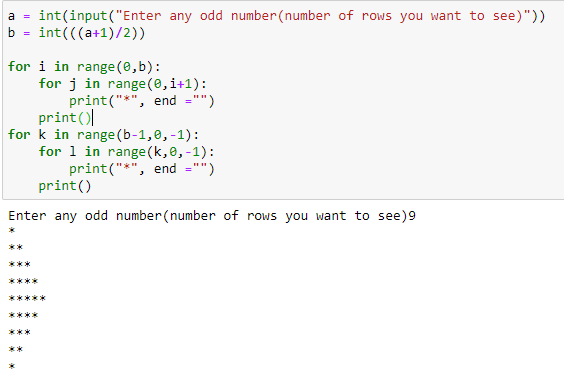 a = int(input("Enter any odd number(number of rows you want to see)"))
b = int(((a+1)/2))

for i in range(0,b):
    for j in range(0,i+1):
        print("*", end ="")
    print()
for k in range(b-1,0,-1):
    for l in range(k,0,-1):
        print("*", end ="")
    print()

Enter any odd number(number of rows you want to see)9
*
**
***
****
*****
****
***
**
*